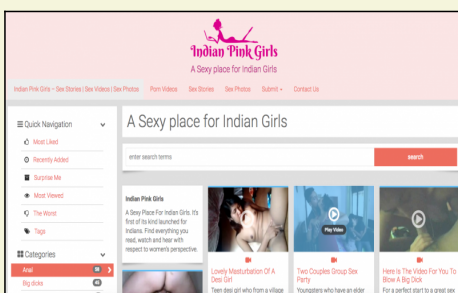 Indian Pink Girls
A Sexy place for Indian Girls
Indian Pink Girls – Sex Stories | Sex Videos | Sex Photos Porn Videos Sex Stories Sex Photos Submit Contact Us
Quick Navigation
Most Liked
Recently Added
Surprise Me
Most Viewed
The Worst
Tags
Categories
Anal
Big dicks
A Sexy place for Indian Girls
enter search terms
search
Indian Pink Girls
A Sexy Place For Indian Girls. It's
first of its kind launched for
Indians. Find everything you
read, watch and hear with
respect to women's perspective.
Lovely Masturbation Of A
Desi Girl
Teen desi girl who from a village
Play Video
Two Couples Group Sex
Party
Youngsters who have an elder
Here Is The Video For You To
Blow A Big Dick
For a perfect start to a great sex